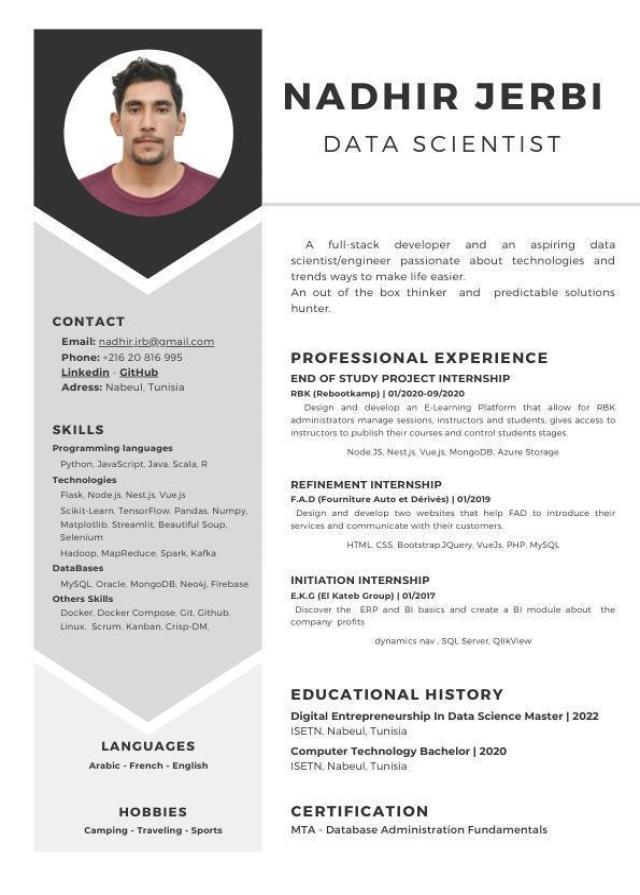 NADHIR JERBI
DATA SCIENTIST
A full-stack developer and an aspiring data
scientist/engineer passionate about technologies and
trends ways to make life easier.
An out of the box thinker and predictable solutions
hunter.
CONTACT
Email: nadhir.jrb@gmail.com
Phone: +216 20 816 995
Linkedin - GitHub
Adress: Nabeul, Tunisia
SKILLS
Programming languages
Python, JavaScript, Java, Scala, R
Technologies
Flask, Node.js, Nest.js, Vue.js
Scikit-Learn, TensorFlow, Pandas, Numpy,
Matplotlib, Streamlit, Beautiful Soup,
Selenium
Hadoop, MapReduce, Spark, Kafka
DataBases
MySQL, Oracle, MongoDB, Neo4j, Firebase
Others Skills
Docker, Docker Compose, Git, Github,
Linux, Scrum, Kanban, Crisp-DM,
LANGUAGES
Arabic - French - English
HOBBIES
Camping - Traveling - Sports
PROFESSIONAL EXPERIENCE
END OF STUDY PROJECT INTERNSHIP
RBK (Rebootkamp) | 01/2020-09/2020
Design and develop an E-Learning Platform that allow for RBK
administrators manage sessions, instructors and students, gives access to
instructors to publish their courses and control students stages.
Node.JS, Nest.js, Vue.js, MongoDB, Azure Storage
REFINEMENT INTERNSHIP
F.A.D (Fourniture Auto et Dérivés) | 01/2019
Design and develop two websites that help FAD to introduce their
services and communicate with their customers.
HTML, CSS, Bootstrap,JQuery, VueJs, PHP, MySQL
INITIATION INTERNSHIP
E.K.G (El Kateb Group) | 01/2017
Discover the ERP and BI basics and create a BI module about the
company profits
dynamics nav , SQL Server, QlikView
EDUCATIONAL HISTORY
Digital Entrepreneurship In Data Science Master | 2022
ISETN, Nabeul, Tunisia
Computer Technology Bachelor | 2020
ISETN, Nabeul, Tunisia
CERTIFICATION
MTA - Database Administration Fundamentals